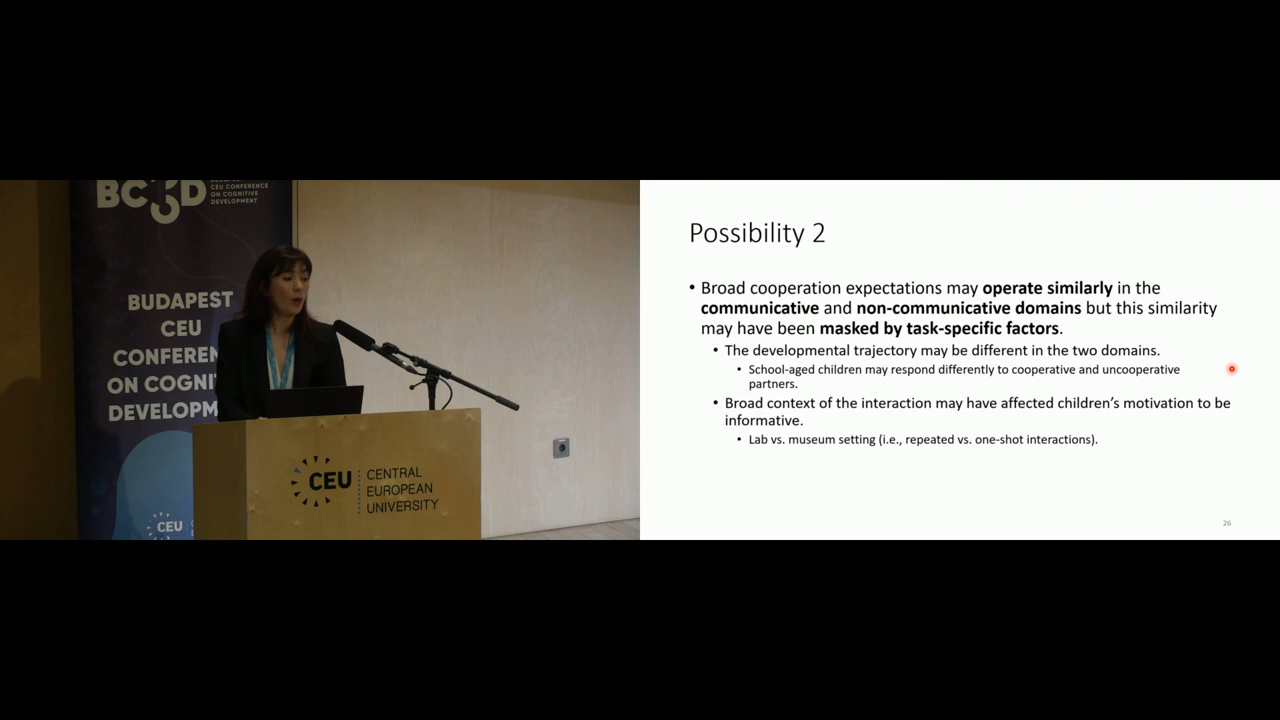 BCCCD
CEU CONFERENCE
ON COGNITIVE
DEVELOPMENT
BUDAPEST
CEU
CONFEREN
ON COGNI
DEVELOPM
CEU
CEU
CENTRAL
EUROPEAN
UNIVERSITY
Possibility 2
• Broad cooperation expectations may operate similarly in the
communicative and non-communicative domains but this similarity
may have been masked by task-specific factors.
• The developmental trajectory may be different in the two domains.
• School-aged children may respond differently to cooperative and uncooperative
partners.
• Broad context of the interaction may have affected children's motivation to be
informative.
• Lab vs. museum setting (i.e., repeated vs. one-shot interactions).
26